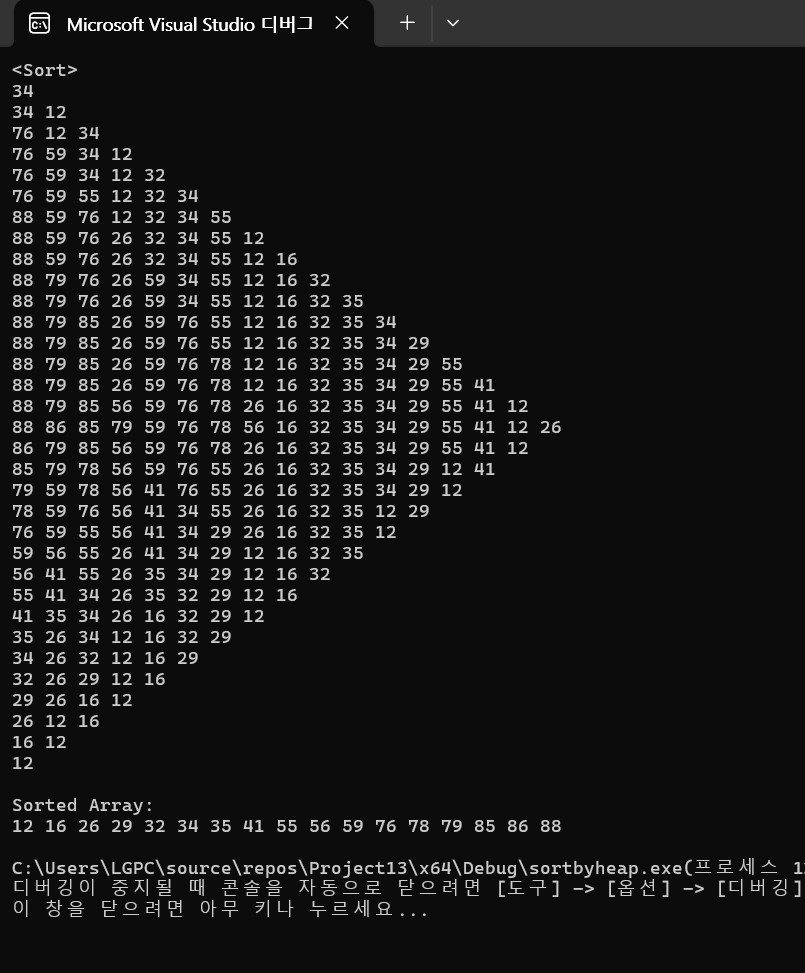 Microsoft Visual Studio 디버그
<Sort>
34
34 12
76 12 34
76 59 34 12
76 59 34 12 32
76 59 55 12 32 34
88 59 76 12 32 34 55
88 59 76 26 32 34 55 12
88 59 76 26 32 34 55 12 16
88 79 76 26 59 34 55 12 16 32
88 79 76 26 59 34 55 12 16 32 35
88 79 85 26 59 76 55 12 16 32 35 34
88 79 85 26 59 76 55 12 16 32 35 34 29
88 79 85 26 59 76 78 12 16 32 35 34 29 55
88 79 85 26 59 76 78 12 16 32 35 34 29 55 41
88 79 85 56 59 76 78 26 16 32 35 34 29 55 41 12
88 86 85 79 59 76 78 56 16 32 35 34 29 55 41 12 26
86 79 85 56 59 76 78 26 16 32 35 34 29 55 41 12
85 79 78 56 59 76 55 26 16 32 35 34 29 12 41
79 59 78 56 41 76 55 26 16 32 35 34 29 12
78 59 76 56 41 34 55 26 16 32 35 12 29
76 59 55 56 41 34 29 26 16 32 35 12
59 56 55 26 41 34 29 12 16 32 35
56 41 55 26 35 34 29 12 16 32
55 41 34 26 35 32 29 12 16
41 35 34 26 16 32 29 12
35 26 34 12 16 32 29
34 26 32 12 16 29
32 26 29 12 16
29 26 16 12
26 12 16
16 12
12
Sorted Array:
12 16 26 29 32 34 35 41 55 56 59 76 78 79 85 86 88
C:\Users\LGPC\source\repos\Project13\x64\Debug\sortbyheap.exe(프로세스
디버깅이 중지될 때 콘솔을 자동으로 닫으려면 [도구] -> [옵션] -> [디버깅]
이 창을 닫으려면 아무 키나 누르세요...